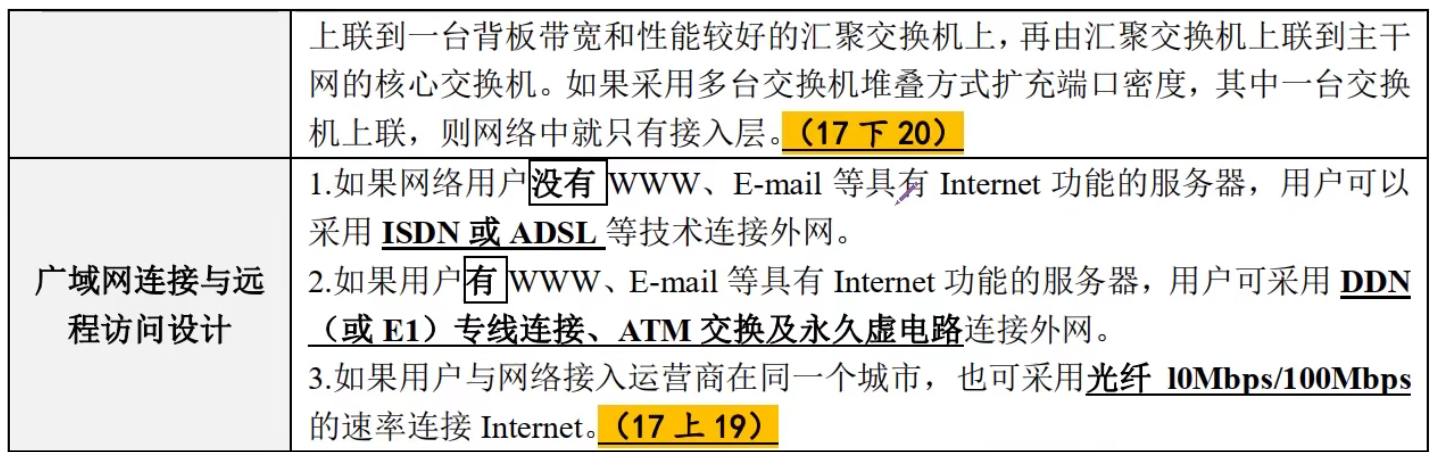 上联到一台背板带宽和性能较好的汇聚交换机上，再由汇聚交换机上联到主干
网的核心交换机。如果采用多台交换机堆叠方式扩充端口密度，其中一台交换
机上联，则网络中就只有接入层。（17 下 20）
广域网连接与远
程访问设计
1.如果网络用户没有 WWW、E-mail 等具有 Internet 功能的服务器，用户可以
采用 ISDN 或 ADSL 等技术连接外网。
2.如果用户有 WWW、E-mail 等具有 Internet 功能的服务器，用户可采用 DDN
（或 E1）专线连接、ATM 交换及永久虚电路连接外网。
3.如果用户与网络接入运营商在同一个城市，也可采用光纤 l0Mbps/100Mbps
的速率连接 Internet。（17 上 19）